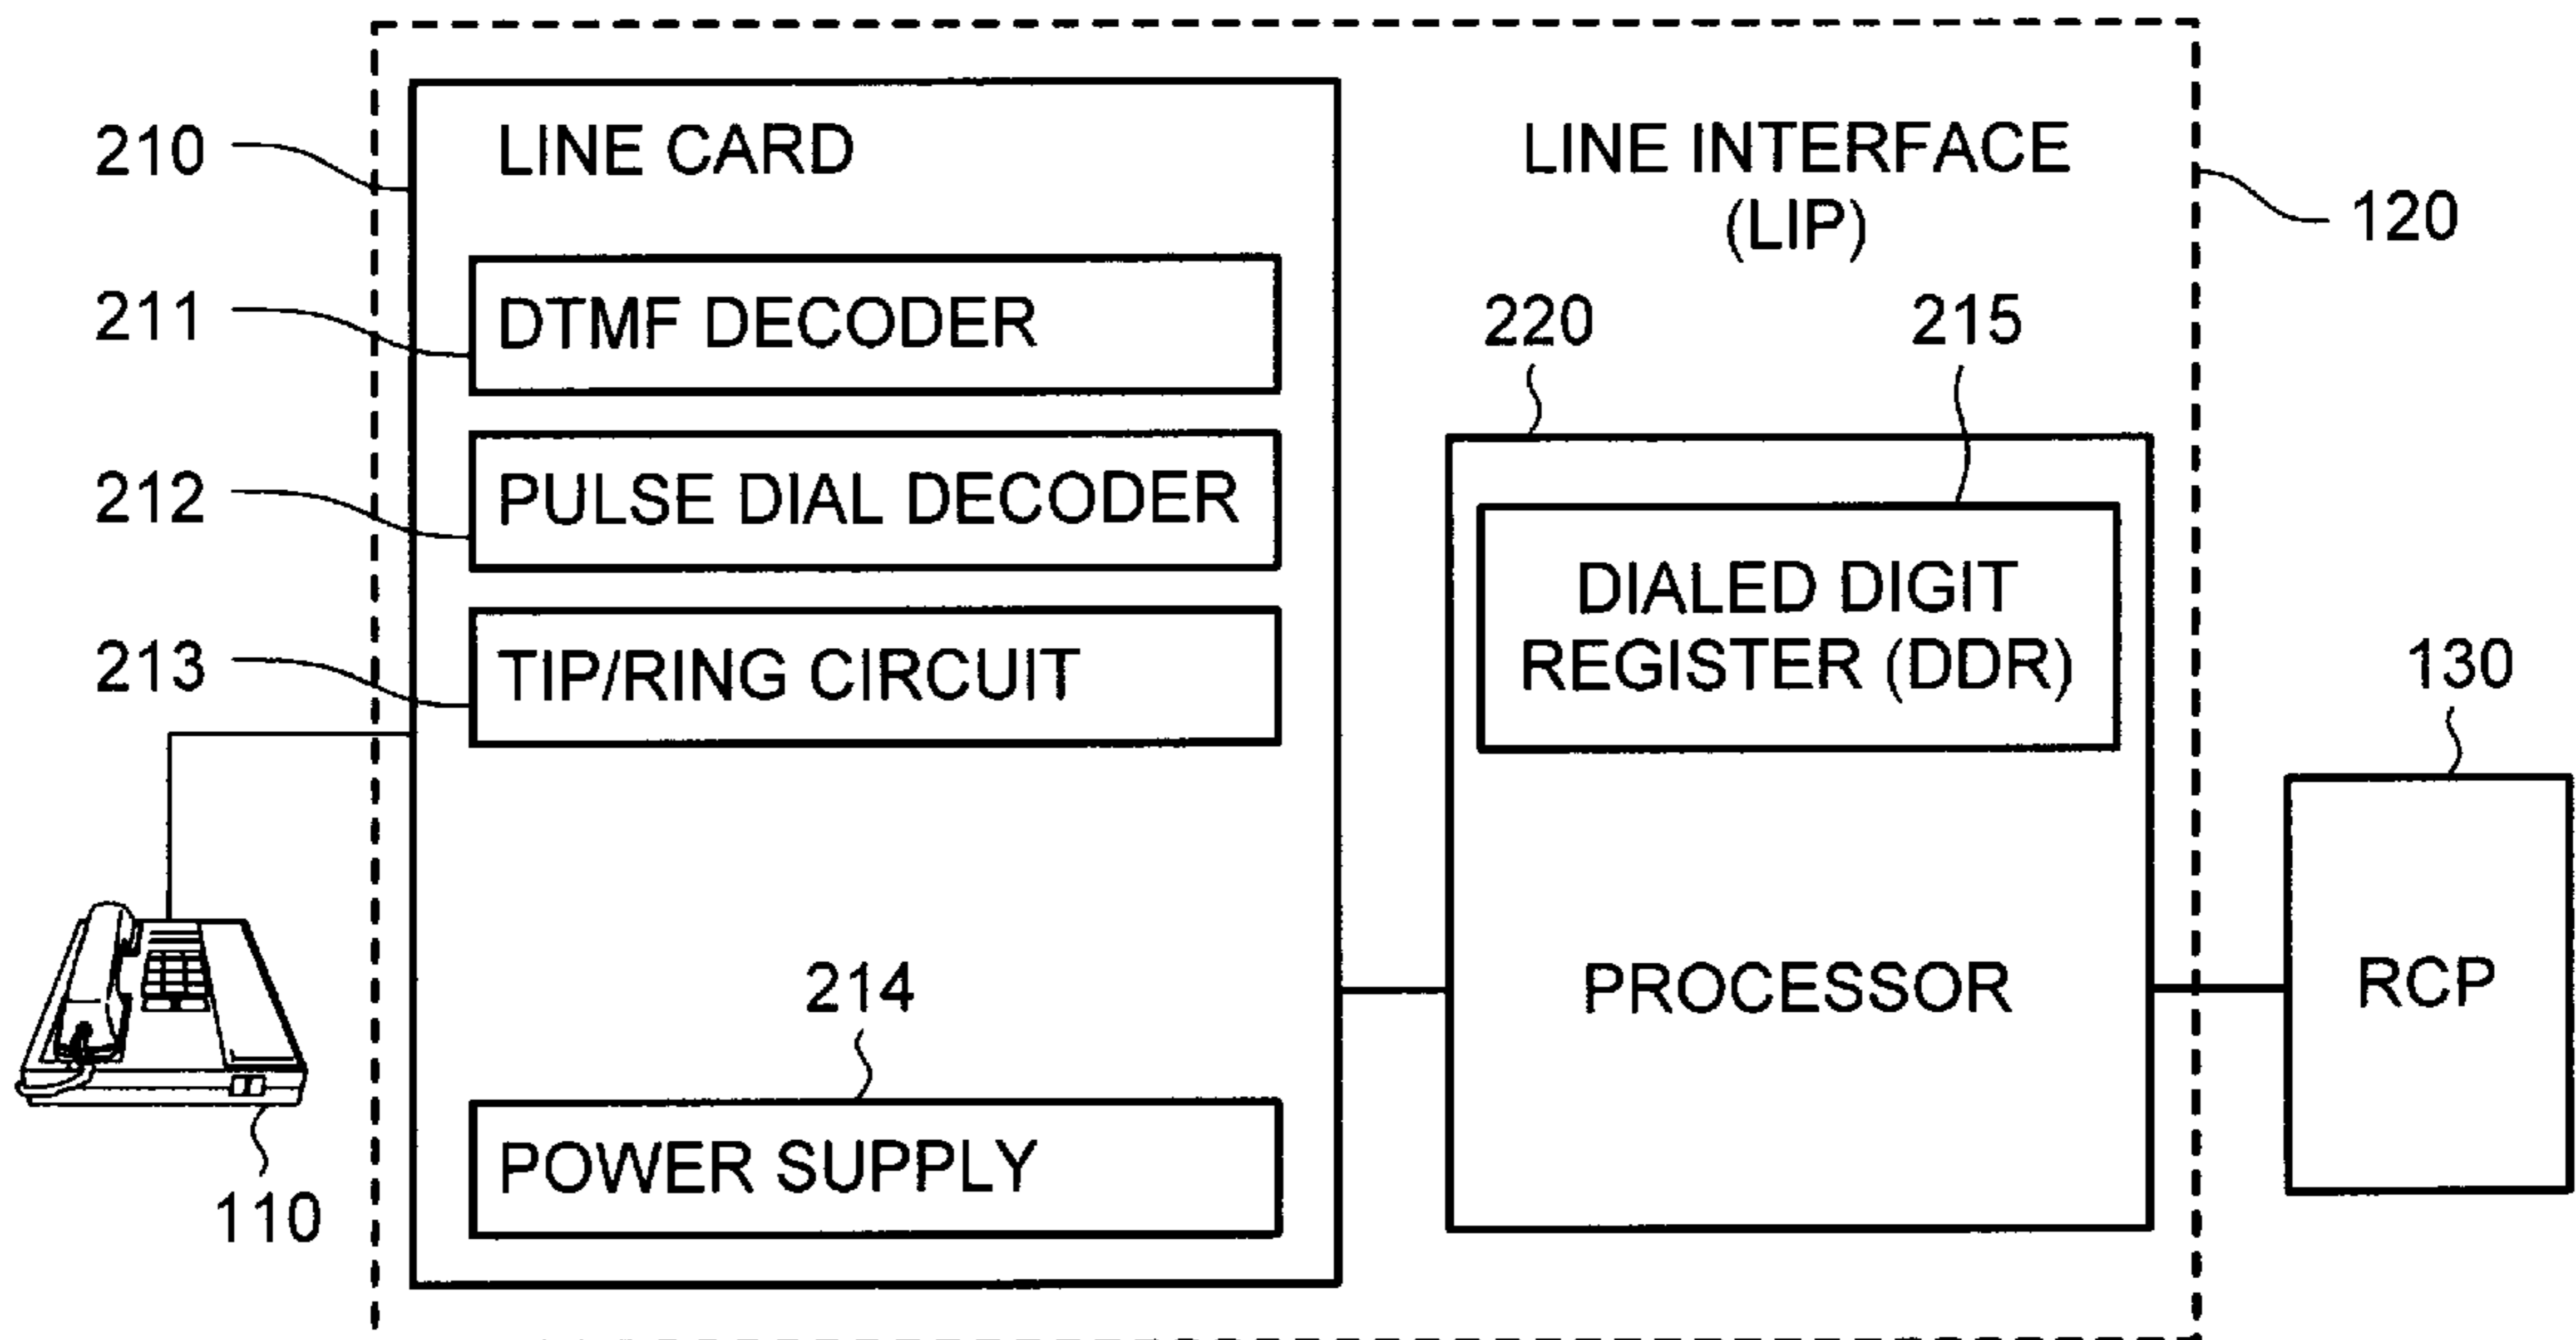 210
LINE CARD
LINE INTERFACE
(LIP)
120
211
DTMF DECODER
220
215
212
PULSE DIAL DECODER
DIALED DIGIT
REGISTER (DDR)
213
TIP/RING CIRCUIT
130
214
PROCESSOR
RCP
POWER SUPPLY
110